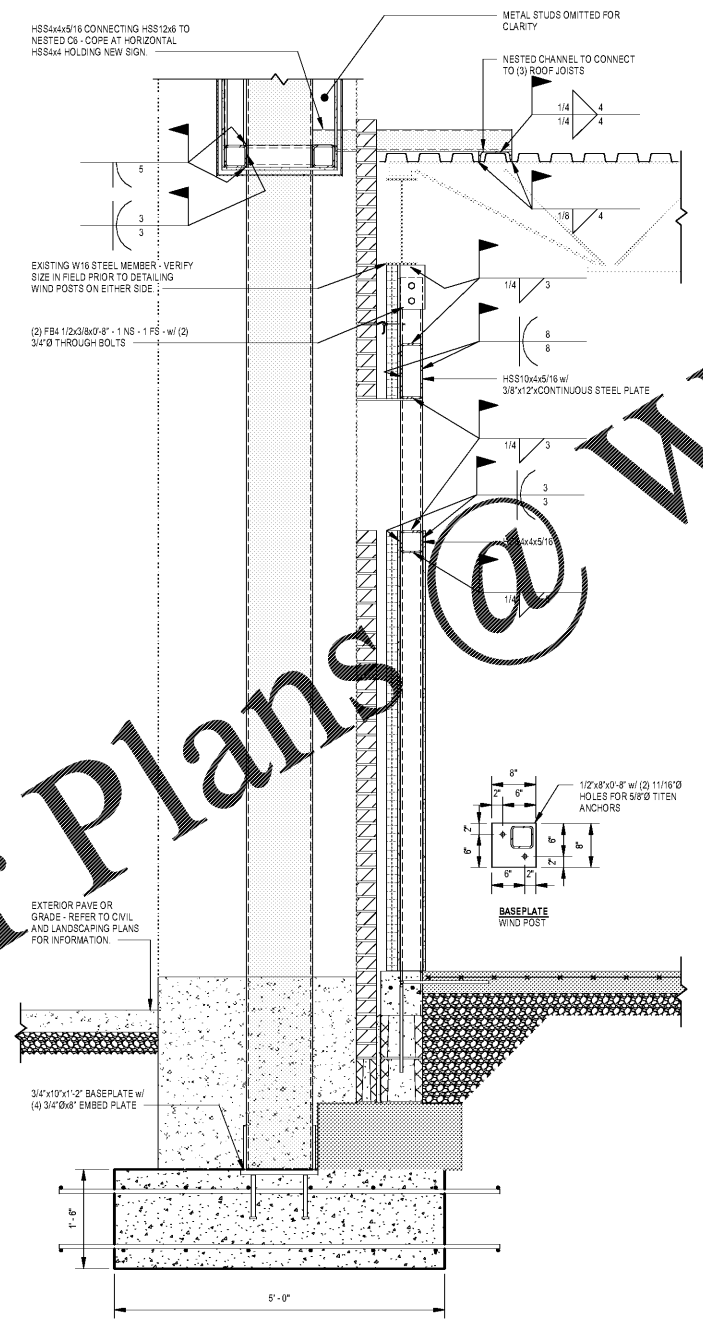 HSS4x4x5/16 CONNECTING HSS12x6 TO
NESTED C6 - COPE AT HORIZONTAL
HSS4x4 HOLDING NEW SIGN.
METAL STUDS OMITTED FOR
CLARITY
NESTED CHANNEL TO CONNECT
TO (3) ROOF JOISTS
1/4 4
1/4 4
5
3
3
1/8 4
EXISTING W16 STEEL MEMBER - VERIFY
SIZE IN FIELD PRIOR TO DETAILING
WIND POSTS ON EITHER SIDE.
1/4 3
(2) FB4 1/2x3/8x0'-8" - 1 NS - 1 FS - w/ (2)
3/4"Ø THROUGH BOLTS
8
8
HSS10x4x5/16 w/
3/8"x12"xCONTINUOUS STEEL PLATE
1/4 3
3
3
4x4x5/16
1/4
Plans @ W
8"
2" 6"
1/2"x8"x0'-8" w/ (2) 11/16"Ø
HOLES FOR 5/8"Ø TITEN
ANCHORS
2"
6"
6"
2"
8"
6" 2"
BASEPLATE
WIND POST
EXTERIOR PAVE OR
GRADE - REFER TO CIVIL
AND LANDSCAPING PLANS
FOR INFORMATION.
3/4"x10"x1'-2" BASEPLATE w/
(4) 3/4"Øx8" EMBED PLATE
1' - 6"
5' - 0"